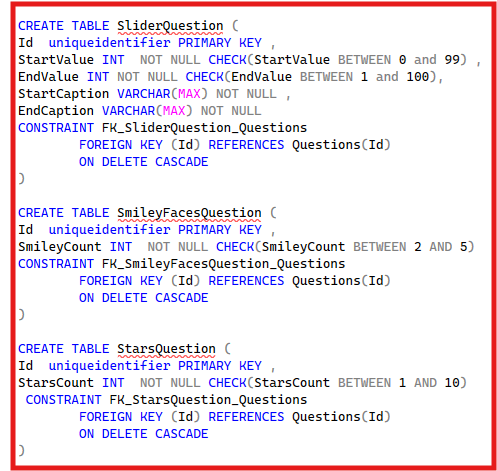 CREATE TABLE SliderQuestion (
Id  uniqueidentifier PRIMARY KEY ,
StartValue INT  NOT NULL CHECK(StartValue BETWEEN 0 and 99) ,
EndValue INT NOT NULL CHECK(EndValue BETWEEN 1 and 100),
StartCaption VARCHAR(MAX) NOT NULL ,
EndCaption VARCHAR(MAX) NOT NULL
CONSTRAINT FK_SliderQuestion_Questions
        FOREIGN KEY (Id) REFERENCES Questions(Id)
        ON DELETE CASCADE
)

CREATE TABLE SmileyFacesQuestion (
Id  uniqueidentifier PRIMARY KEY ,
SmileyCount INT  NOT NULL CHECK(SmileyCount BETWEEN 2 AND 5)
CONSTRAINT FK_SmileyFacesQuestion_Questions
        FOREIGN KEY (Id) REFERENCES Questions(Id)
        ON DELETE CASCADE
)

CREATE TABLE StarsQuestion (
Id  uniqueidentifier PRIMARY KEY ,
StarsCount INT  NOT NULL CHECK(StarsCount BETWEEN 1 AND 10)
 CONSTRAINT FK_StarsQuestion_Questions
        FOREIGN KEY (Id) REFERENCES Questions(Id)
        ON DELETE CASCADE
)